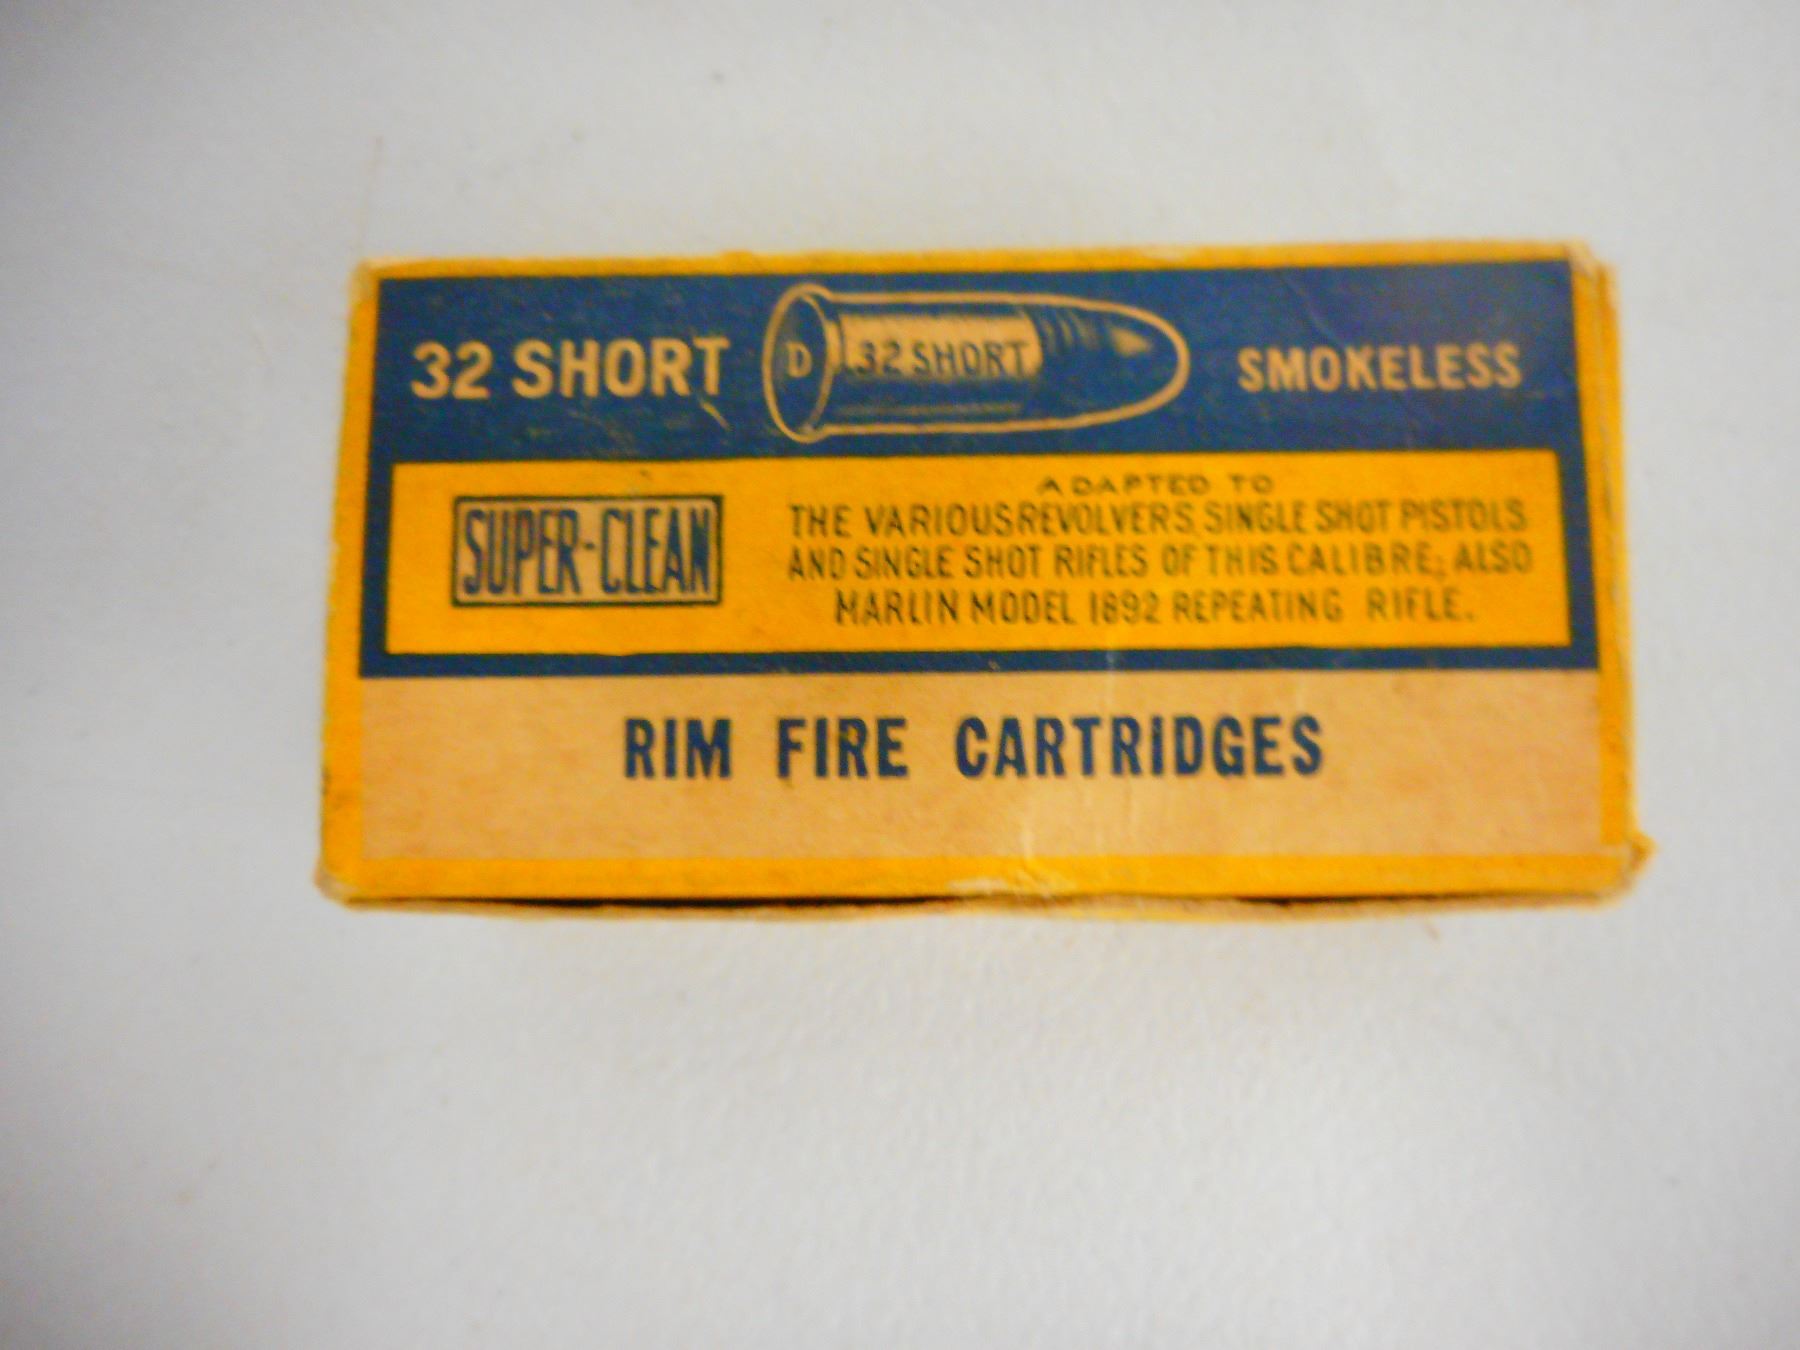 32 SHORT
D
.32 SHORT
SMOKELESS
SUPER-CLEAN
ADAPTED TO
THE VARIOUS REVOLVERS, SINGLE SHOT PISTOLS
AND SINGLE SHOT RIFLES OF THIS CALIBRE; ALSO
MARLIN MODEL 1892 REPEATING RIFLE.
RIM FIRE CARTRIDGES